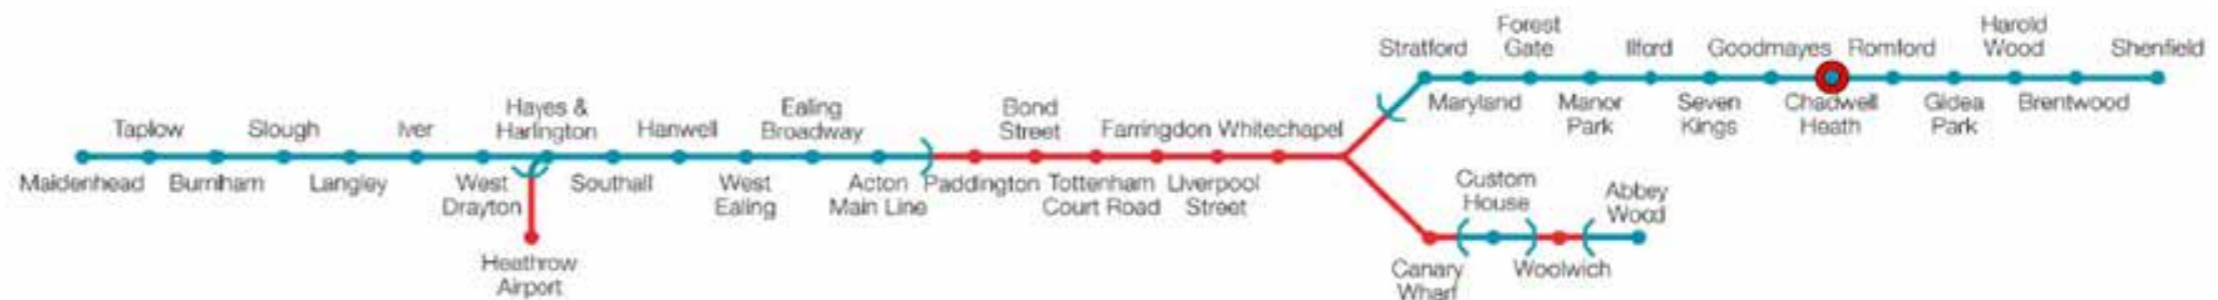 Maidenhead
Taplow
Burnham
Slough
Langley
Iver
West
Drayton
Hayes &
Harlington
Heathrow
Airport
Southall
Hanwell
West
Ealing
Ealing
Broadway
Acton
Main Line
Paddington
Bond
Street
Tottenham
Court Road
Farringdon
Liverpool
Street
Whitechapel
Stratford
Maryland
Forest
Gate
Manor
Park
Ilford
Seven
Kings
Goodmayes
Chadwell
Heath
Romford
Gidea
Park
Harold
Wood
Brentwood
Shenfield
Canary
Wharf
Custom
House
Woolwich
Abbey
Wood